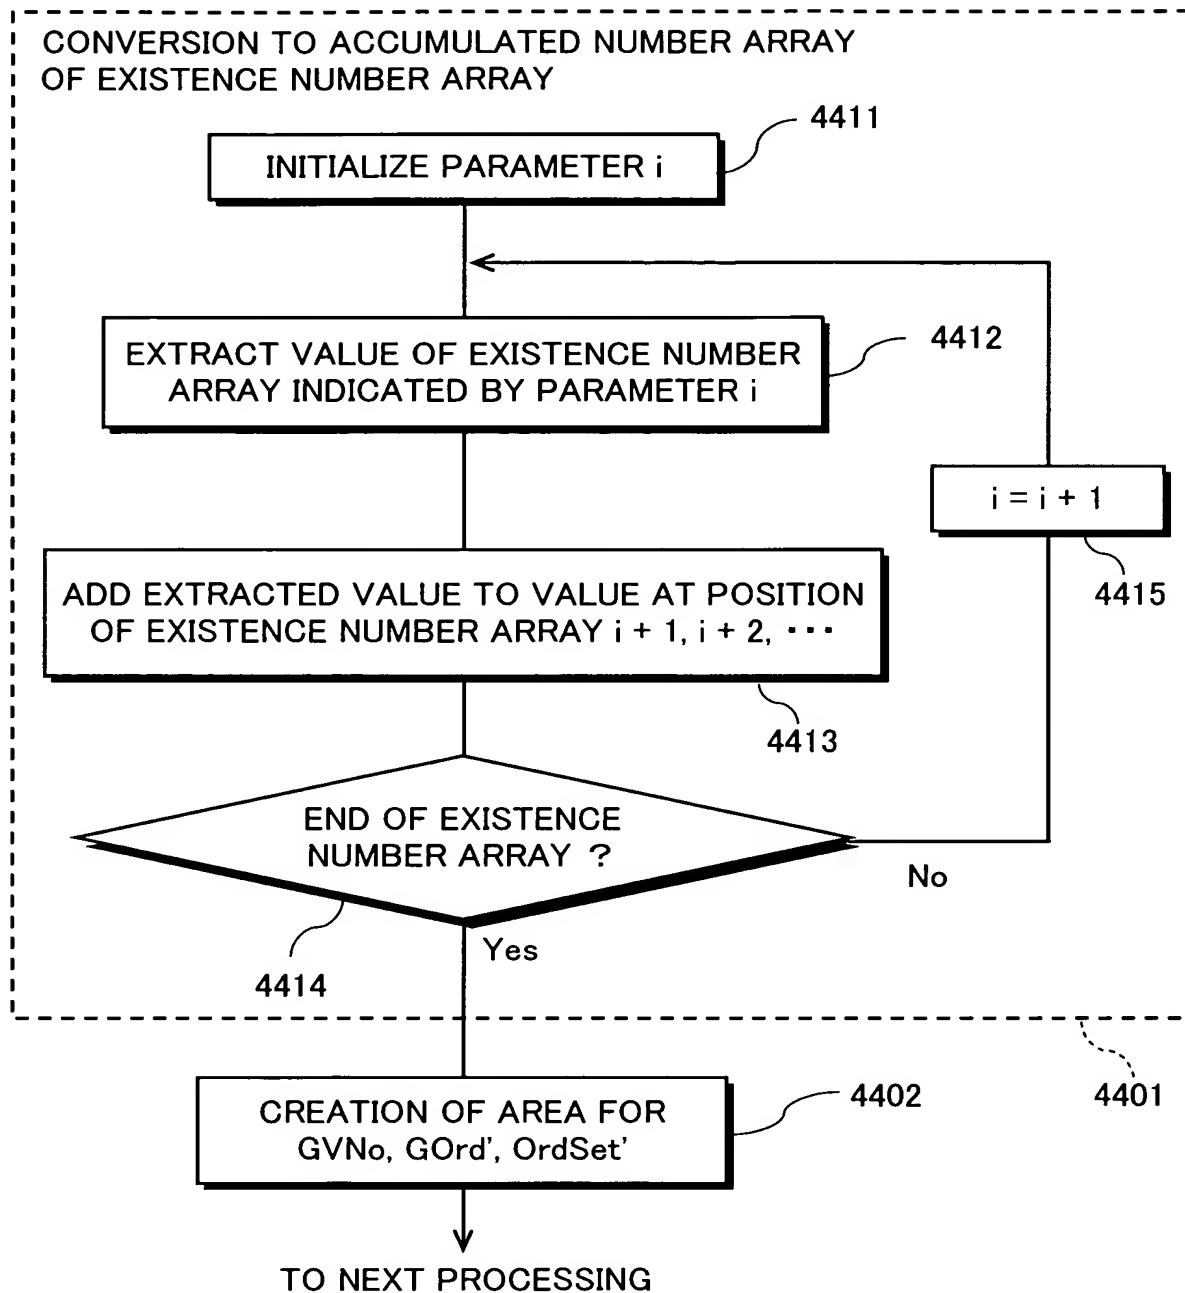 CONVERSION TO ACCUMULATED NUMBER ARRAY
OF EXISTENCE NUMBER ARRAY
4411
INITIALIZE PARAMETER i
EXTRACT VALUE OF EXISTENCE NUMBER
ARRAY INDICATED BY PARAMETER i
4412
i = i + 1
4415
ADD EXTRACTED VALUE TO VALUE AT POSITION
OF EXISTENCE NUMBER ARRAY i + 1, i + 2, ・・・
4413
END OF EXISTENCE
NUMBER ARRAY ?
No
Yes
4414
4401
CREATION OF AREA FOR
GVNo, GOrd', OrdSet'
4402
TO NEXT PROCESSING